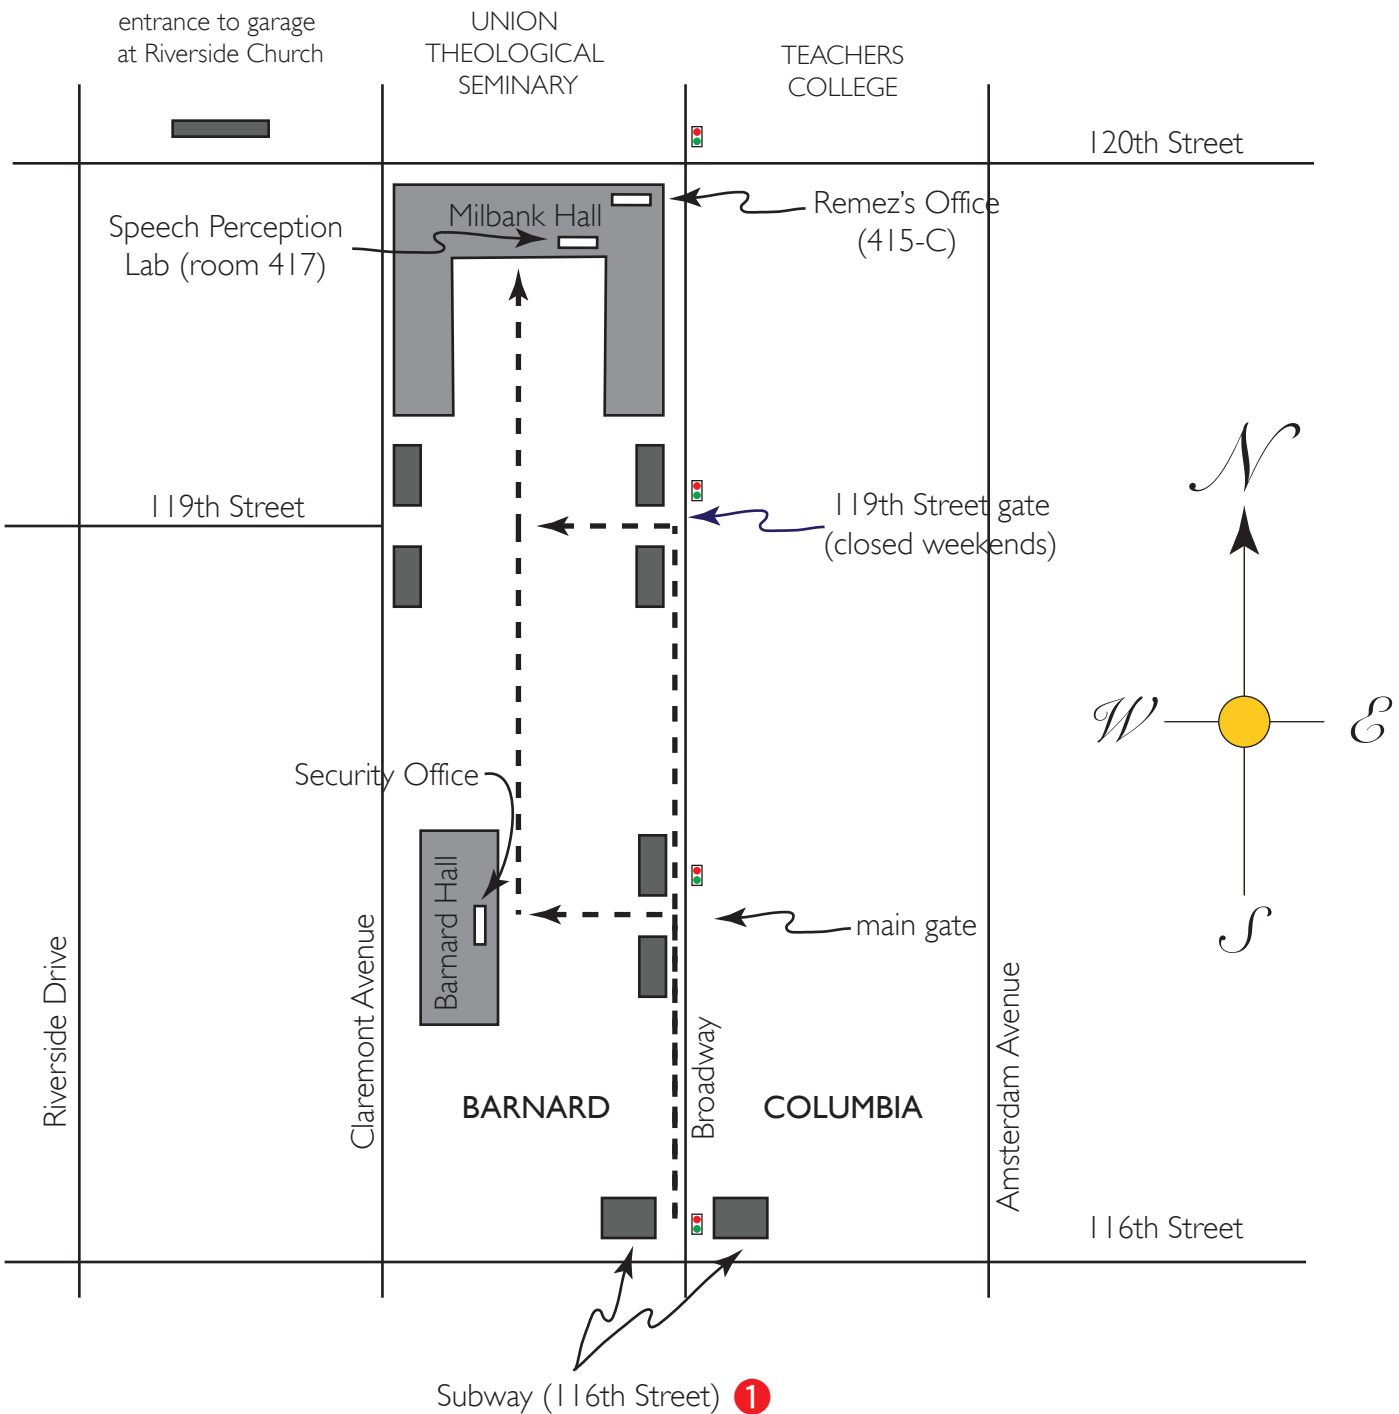 entrance to garage
at Riverside Church
UNION
THEOLOGICAL
SEMINARY
TEACHERS
COLLEGE
120th Street
Milbank Hall
Remez's Office
(415-C)
Speech Perception
Lab (room 417)
N
119th Street
119th Street gate
(closed weekends)
W
E
Security Office
Barnard Hall
main gate
S
Riverside Drive
Claremont Avenue
Broadway
Amsterdam Avenue
BARNARD
COLUMBIA
116th Street
Subway (116th Street) 1